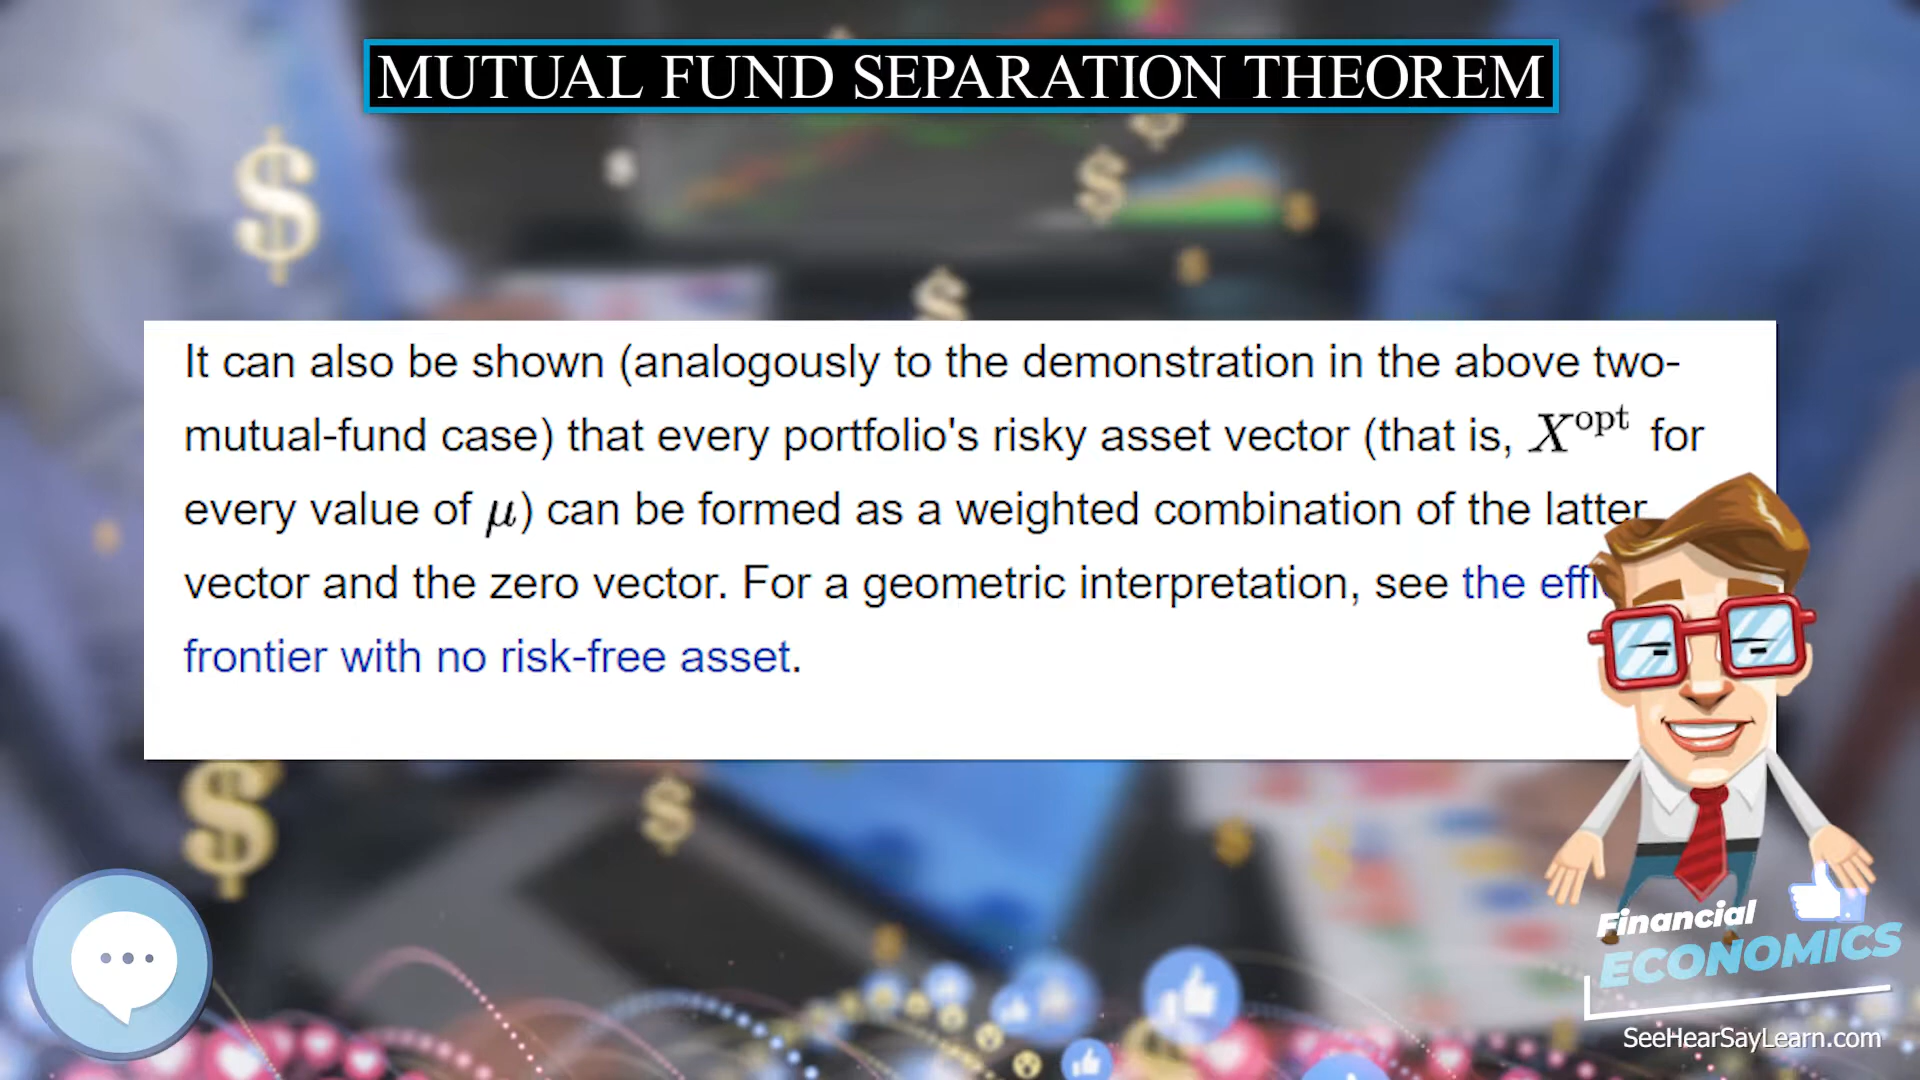 MUTUAL FUND SEPARATION THEOREM
It can also be shown (analogously to the demonstration in the above two-
mutual-fund case) that every portfolio's risky asset vector (that is, X^opt for
every value of μ) can be formed as a weighted combination of the latter
vector and the zero vector. For a geometric interpretation, see the
frontier with no risk-free asset.
Financial
ECONOMICS
SeeHearSayLearn.com